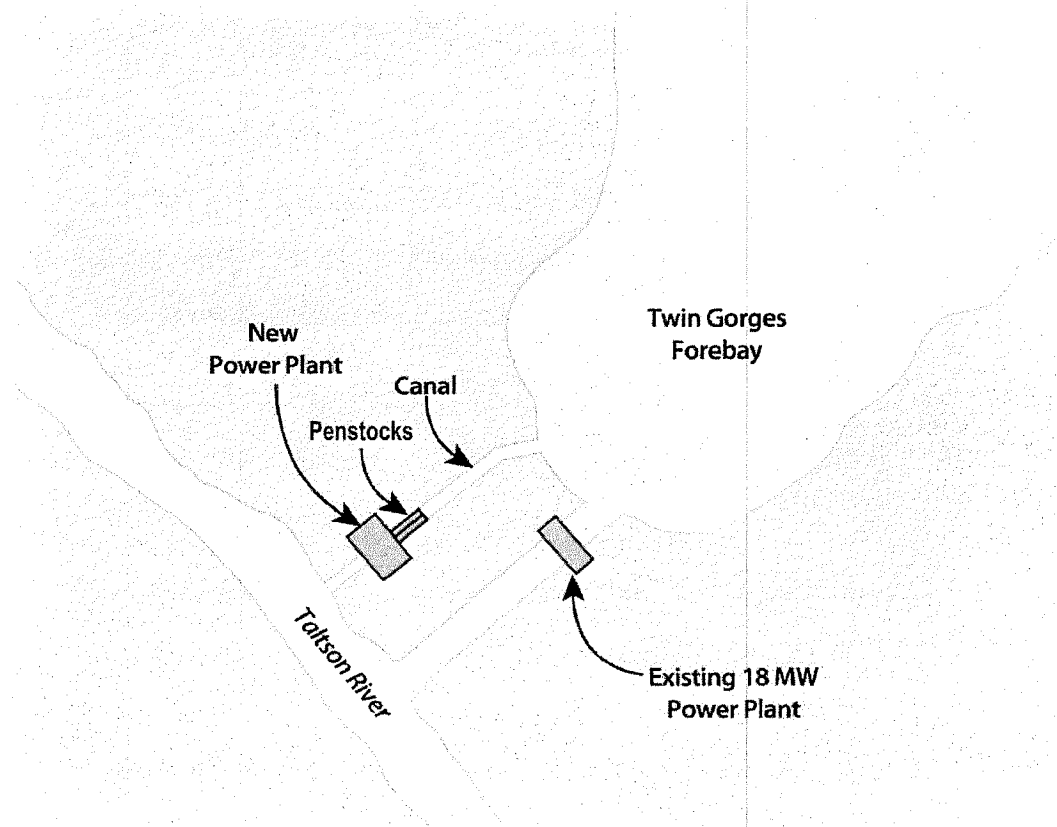 Twin Gorges
Forebay
New
Power Plant
Canal
Penstocks
Taltson River
Existing 18 MW
Power Plant